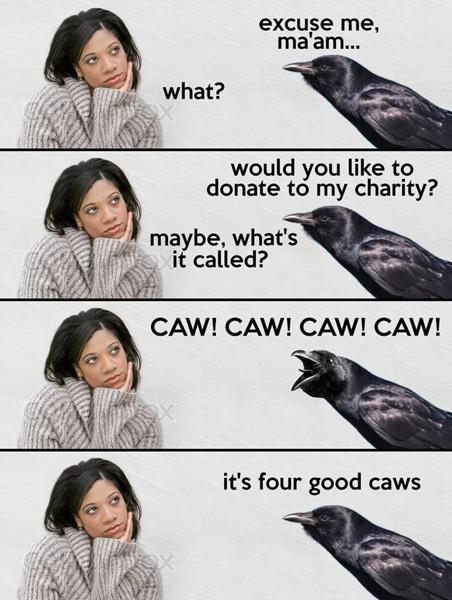 excuse me,
ma'am...
what?
would you like to
donate to my charity?
maybe, what's
it called?
CAW! CAW! CAW! CAW!
it's four good caws